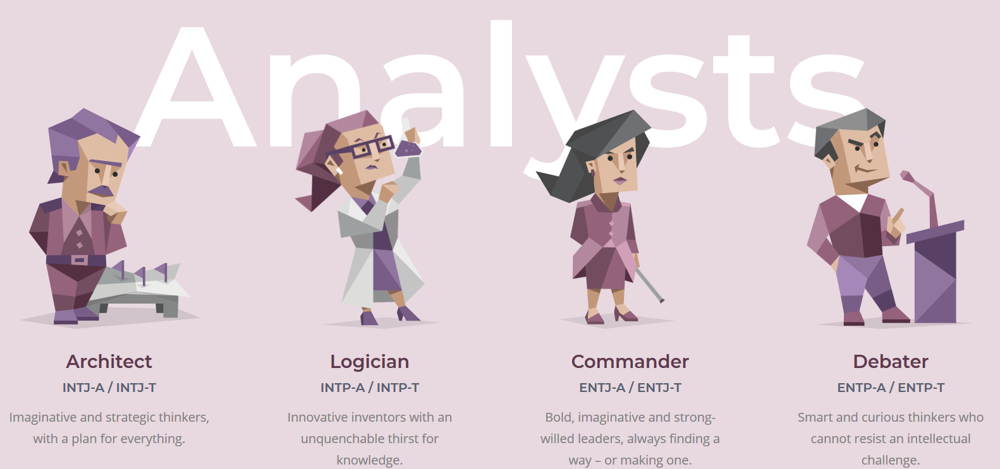 Analysts
Architect
INTJ-A / INTJ-T
Imaginative and strategic thinkers,
with a plan for everything.
Logician
INTP-A / INTP-T
Innovative inventors with an
unquenchable thirst for
knowledge.
Commander
ENTJ-A / ENTJ-T
Bold, imaginative and strong-
willed leaders, always finding a
way – or making one.
Debater
ENTP-A / ENTP-T
Smart and curious thinkers who
cannot resist an intellectual
challenge.